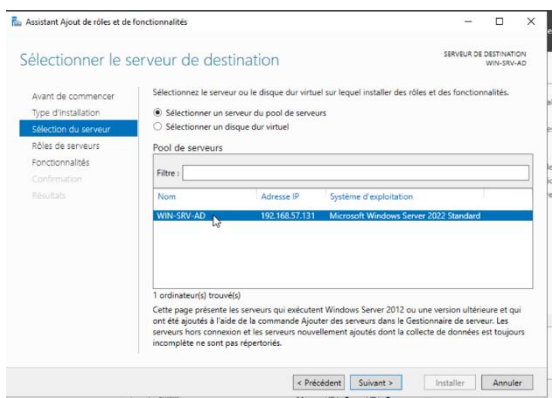 Assistant Ajout de rôles et de fonctionnalités
Sélectionner le serveur de destination
SERVEUR DE DESTINATION
WIN-SRV-AD
Avant de commencer
Type d'installation
Sélection du serveur
Rôles de serveurs
Fonctionnalités
Confirmation
Résultats
Sélectionnez le serveur ou le disque dur virtuel sur lequel installer des rôles et des fonctionnalités.
Sélectionner un serveur du pool de serveurs
Sélectionner un disque dur virtuel
Pool de serveurs
Filtre :
Nom Adresse IP Système d'exploitation
WIN-SRV-AD 192.168.57.131 Microsoft Windows Server 2022 Standard
1 ordinateur(s) trouvé(s)
Cette page présente les serveurs qui exécutent Windows Server 2012 ou une version ultérieure et qui
ont été ajoutés à l'aide de la commande Ajouter des serveurs dans le Gestionnaire de serveur. Les
serveurs hors connexion et les serveurs nouvellement ajoutés dont la collecte de données est toujours
incomplète ne sont pas répertoriés.
< Précédent Suivant > Installer Annuler